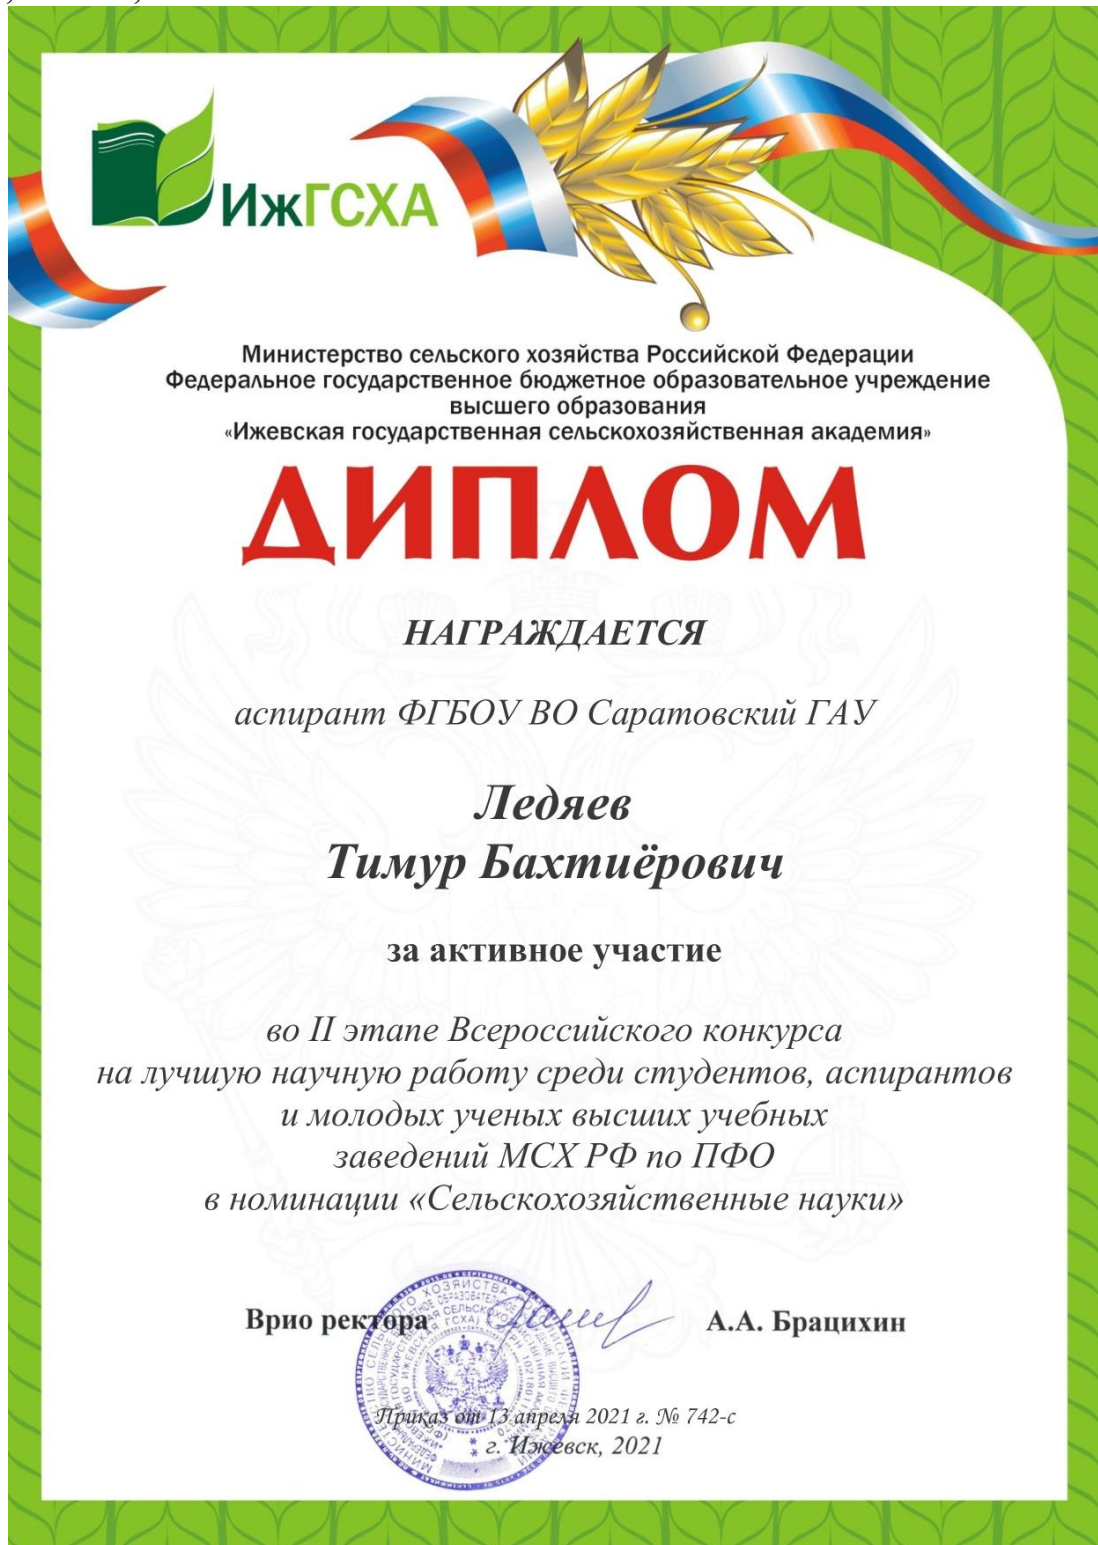 ИжГСХА
Министерство сельского хозяйства Российской Федерации
Федеральное государственное бюджетное образовательное учреждение
высшего образования
«Ижевская государственная сельскохозяйственная академия»
ДИПЛОМ
НАГРАЖДАЕТСЯ
аспирант ФГБОУ ВО Саратовский ГАУ
Ледяев
Тимур Бахтиёрович
за активное участие
во II этапе Всероссийского конкурса
на лучшую научную работу среди студентов, аспирантов
и молодых ученых высших учебных
заведений МСХ РФ по ПФО
в номинации «Сельскохозяйственные науки»
Врио ректора А.А. Брацихин
Приказ от 13 апреля 2021 г. № 742-с
г. Ижевск, 2021